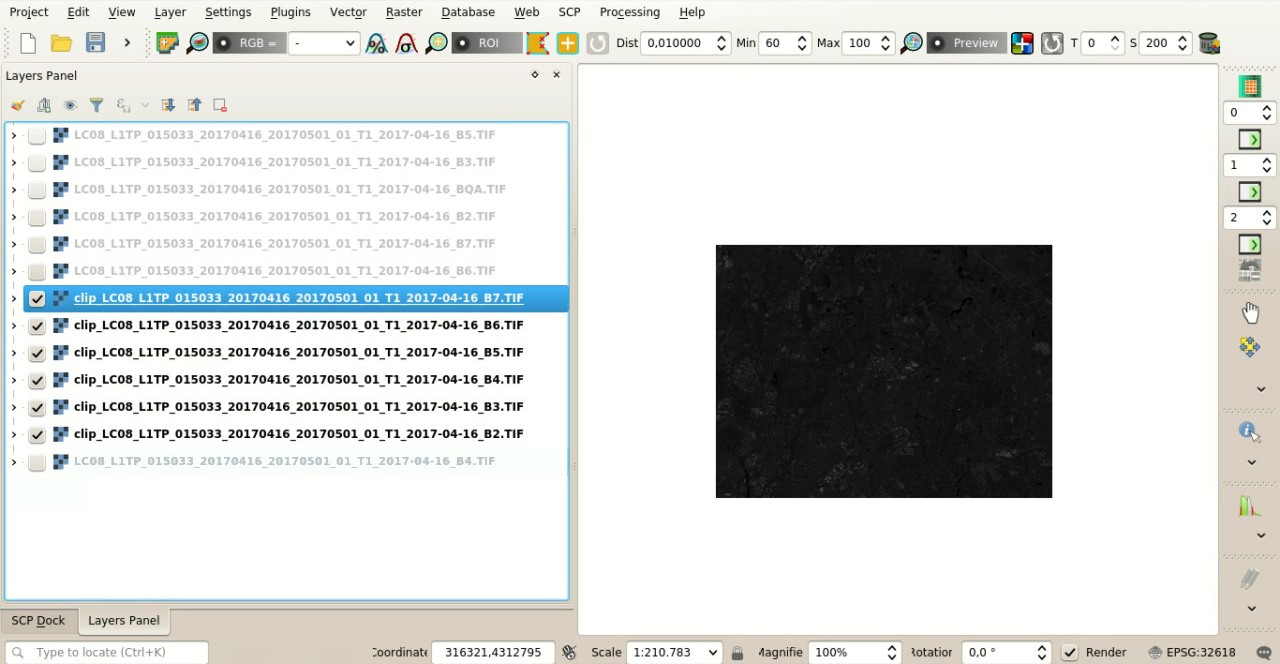 Project Edit View Layer Settings Plugins Vector Raster Database Web SCP Processing Help
RGB = - ROI Dist 0,010000 Min 60 Max 100 Preview T 0 S 200
Layers Panel
LC08_L1TP_015033_20170416_20170501_01_T1_2017-04-16_B5.TIF
LC08_L1TP_015033_20170416_20170501_01_T1_2017-04-16_B3.TIF
LC08_L1TP_015033_20170416_20170501_01_T1_2017-04-16_BQA.TIF
LC08_L1TP_015033_20170416_20170501_01_T1_2017-04-16_B2.TIF
LC08_L1TP_015033_20170416_20170501_01_T1_2017-04-16_B7.TIF
LC08_L1TP_015033_20170416_20170501_01_T1_2017-04-16_B6.TIF
clip_LC08_L1TP_015033_20170416_20170501_01_T1_2017-04-16_B7.TIF
clip_LC08_L1TP_015033_20170416_20170501_01_T1_2017-04-16_B6.TIF
clip_LC08_L1TP_015033_20170416_20170501_01_T1_2017-04-16_B5.TIF
clip_LC08_L1TP_015033_20170416_20170501_01_T1_2017-04-16_B4.TIF
clip_LC08_L1TP_015033_20170416_20170501_01_T1_2017-04-16_B3.TIF
clip_LC08_L1TP_015033_20170416_20170501_01_T1_2017-04-16_B2.TIF
LC08_L1TP_015033_20170416_20170501_01_T1_2017-04-16_B4.TIF
0
1
2
SCP Dock Layers Panel
Type to locate (Ctrl+K) Coordinate 316321,4312795 Scale 1:210.783 Magnifie 100% Rotation 0,0 ° Render EPSG:32618